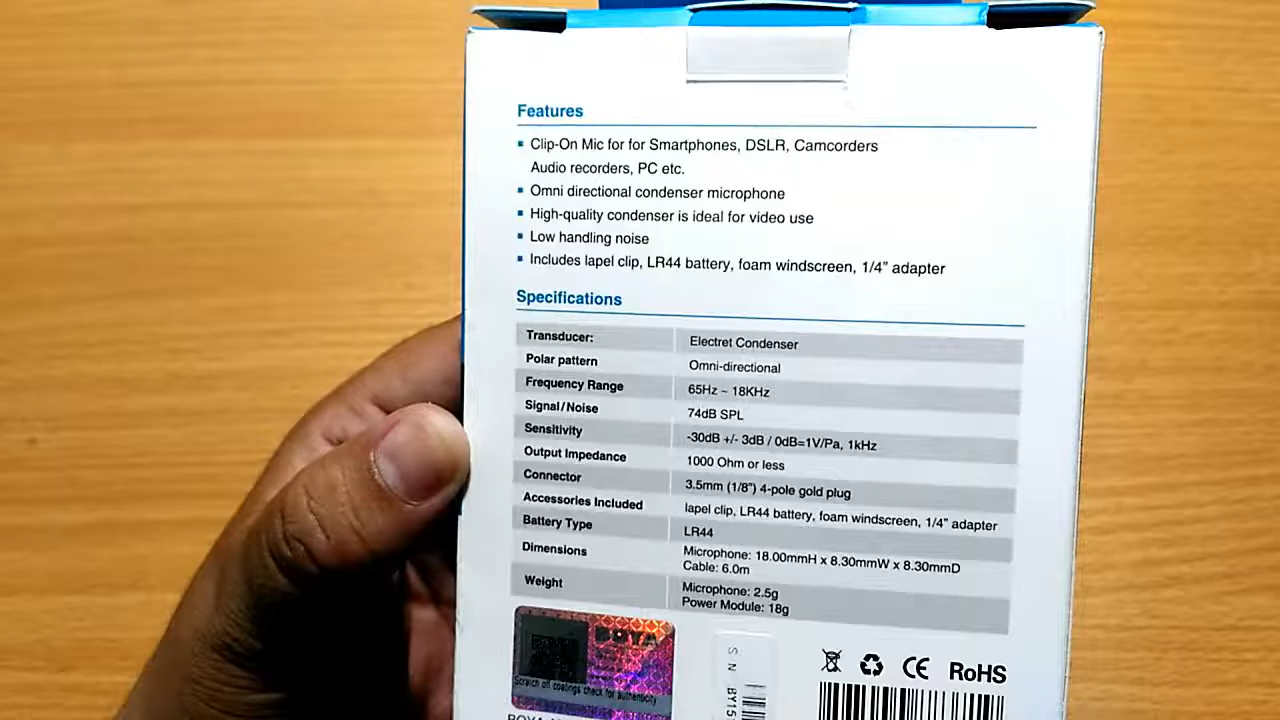 Features
▪ Clip-On Mic for for Smartphones, DSLR, Camcorders
Audio recorders, PC etc.
▪ Omni directional condenser microphone
▪ High-quality condenser is ideal for video use
▪ Low handling noise
▪ Includes lapel clip, LR44 battery, foam windscreen, 1/4" adapter
Specifications
Transducer: Electret Condenser
Polar pattern Omni-directional
Frequency Range 65Hz ~ 18KHz
Signal/Noise 74dB SPL
Sensitivity -30dB +/- 3dB / 0dB=1V/Pa, 1kHz
Output Impedance 1000 Ohm or less
Connector 3.5mm (1/8") 4-pole gold plug
Accessories Included lapel clip, LR44 battery, foam windscreen, 1/4" adapter
Battery Type LR44
Dimensions Microphone: 18.00mmH x 8.30mmW x 8.30mmD
Cable: 6.0m
Weight Microphone: 2.5g
Power Module: 18g
BOYA
Scratch off coatings check for authenticity
S N BY15
CE RoHS
BOYA